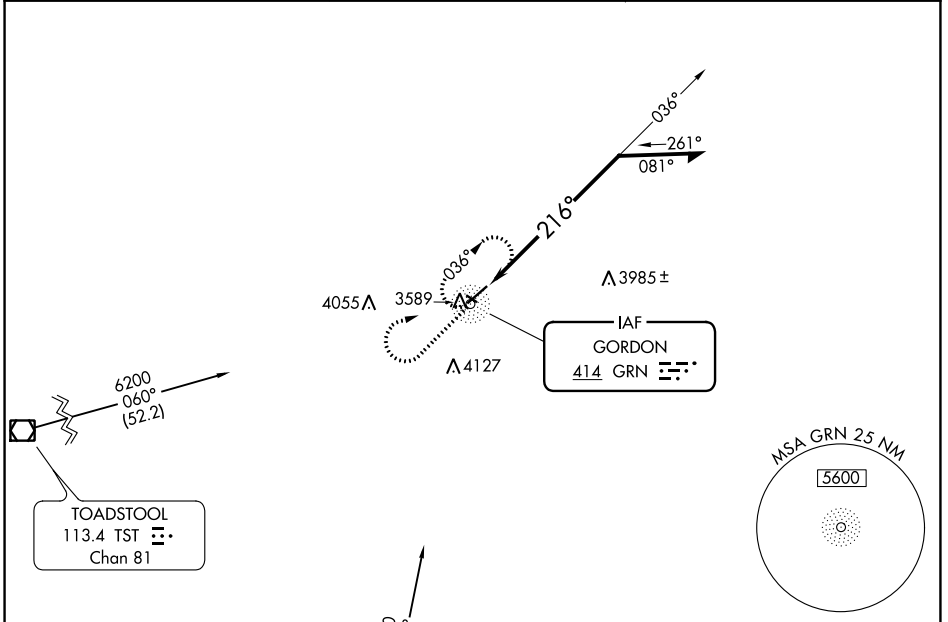 036°
261°
081°
216°
036°
3985±
4055
3589
IAF
GORDON
414 GRN
4127
6200
060°
(52.2)
MSA GRN 25 NM
5600
TOADSTOOL
113.4 TST
Chan 81